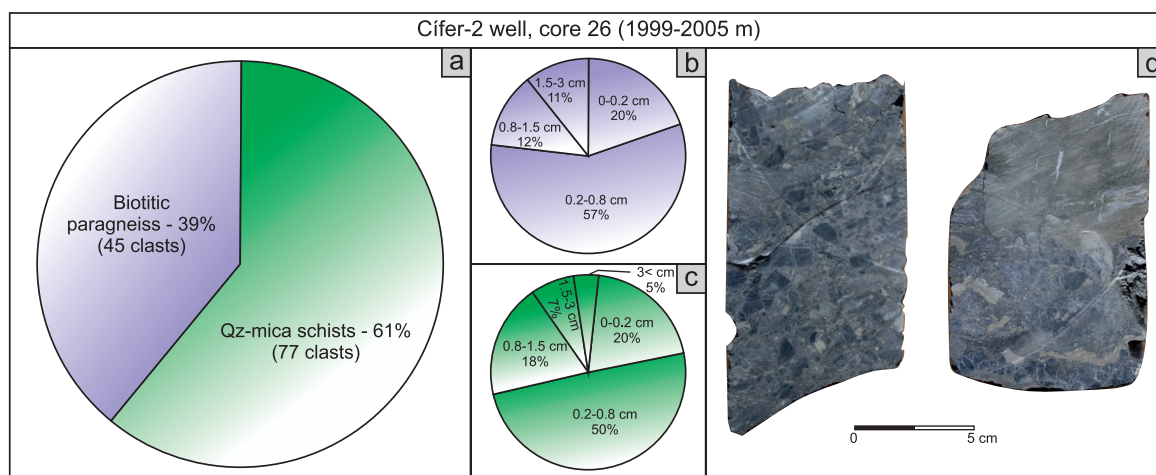 Cífer-2 well, core 26 (1999-2005 m)
a
Biotitic
paragneiss - 39%
(45 clasts)
Qz-mica schists - 61%
(77 clasts)
b
1.5-3 cm
11%
0-0.2 cm
20%
0.8-1.5 cm
12%
0.2-0.8 cm
57%
c
3< cm
5%
1.5-3 cm
7%
0-0.2 cm
20%
0.8-1.5 cm
18%
0.2-0.8 cm
50%
d
0
5 cm